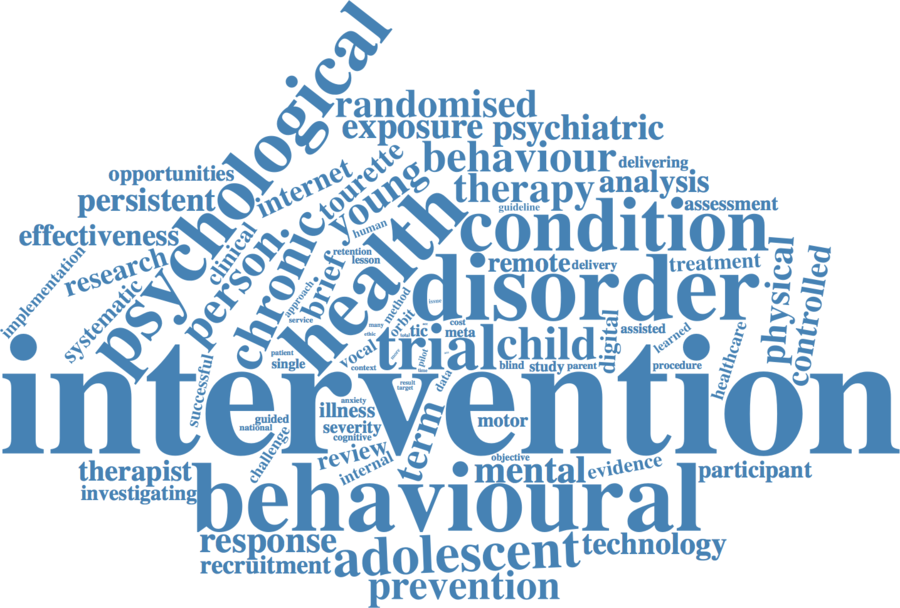 psychological
randomised
exposure
psychiatric
behaviour
delivering
opportunities
internet
tourette
young
therapy
analysis
persistent
guideline
assessment
effectiveness
clinical
person.
chronic
human
health
condition
implementation
research
retention
lesson
brief
remote
delivery
treatment
physical
controlled
systematic
approach
service
method
orbit
issue
disorder
many
ethic
tic
cost
meta
digital
assisted
learned
healthcare
successful
patient
single
vocal
context
trial
pilot
child
blind
study
parent
procedure
intervention
result
target
data
anxiety
illness
guided
national
severity
cognitive
term
motor
challenge
review
internal
objective
therapist
investigating
mental
evidence
participant
behavioural
response
recruitment
adolescent
technology
prevention